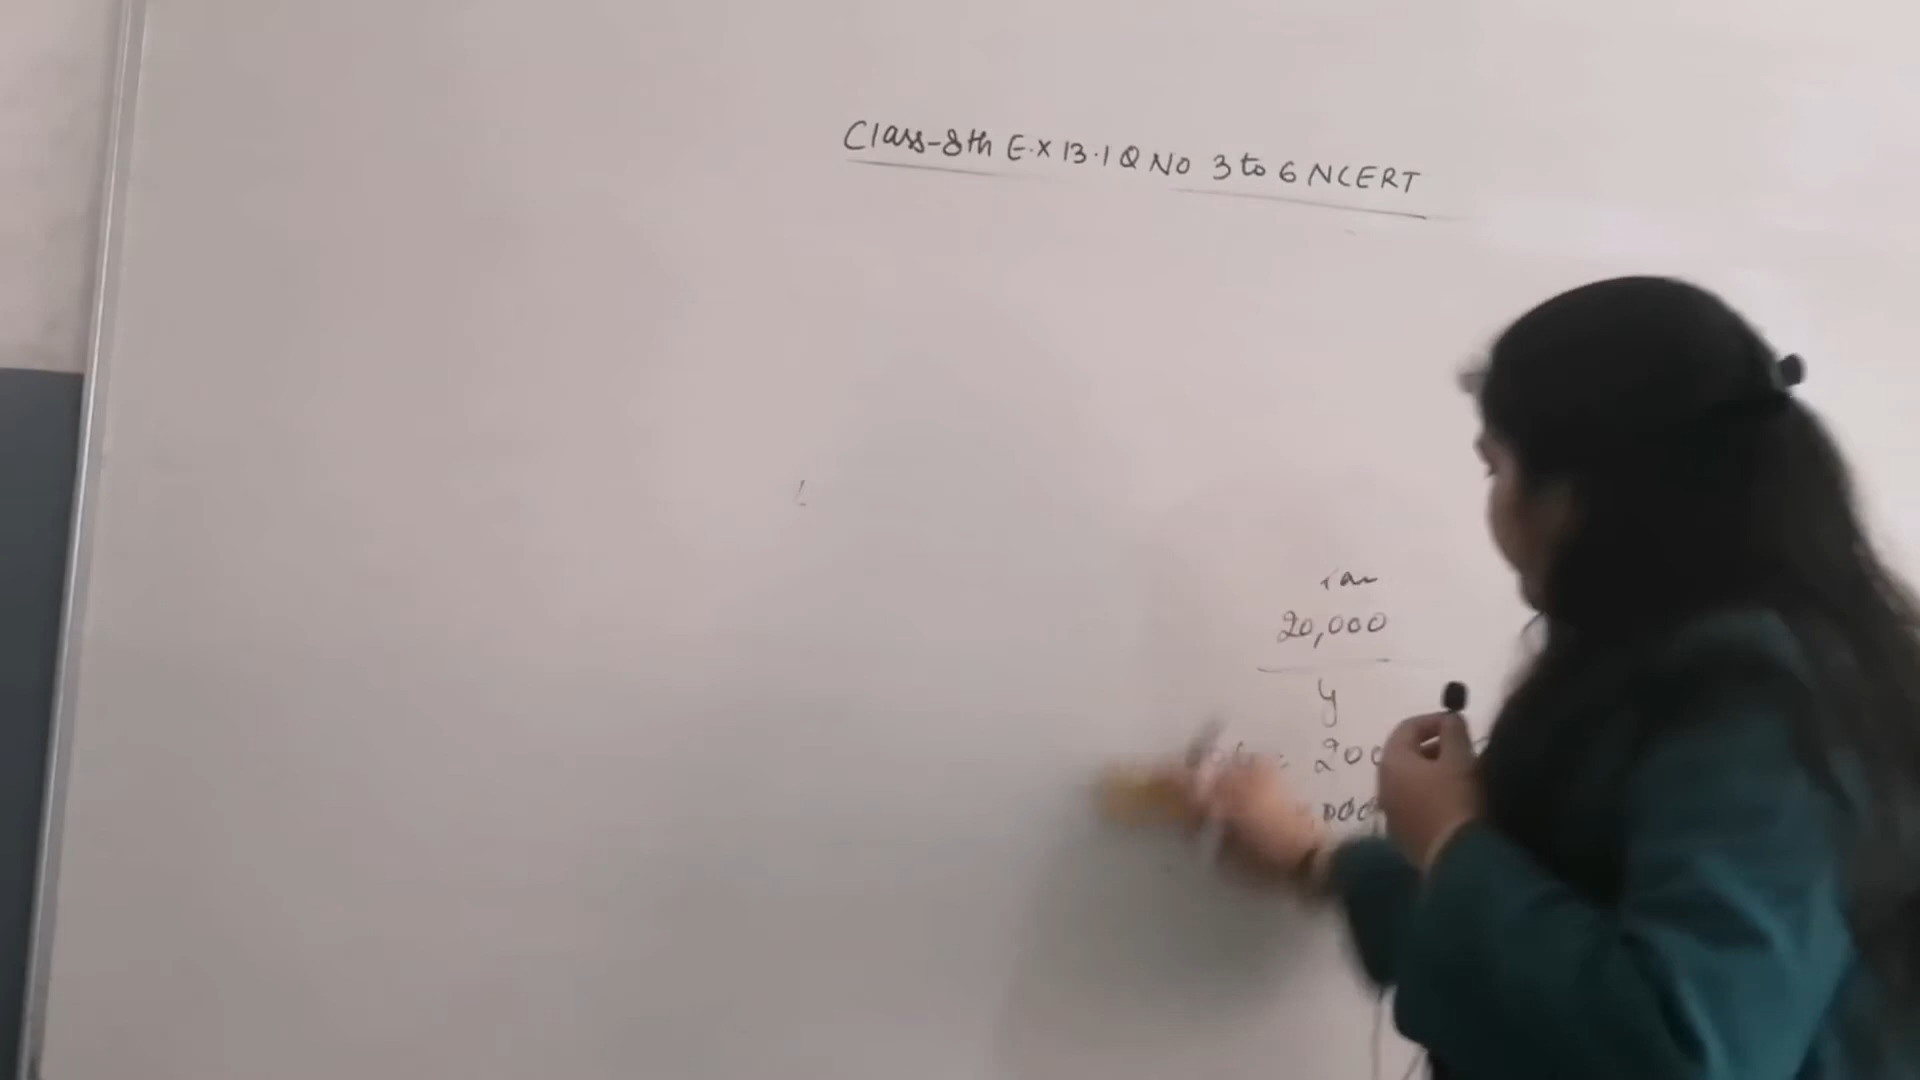 Class-8th E.X 13.1 Q NO 3 to 6 NCERT
20,000
y
= 200
000